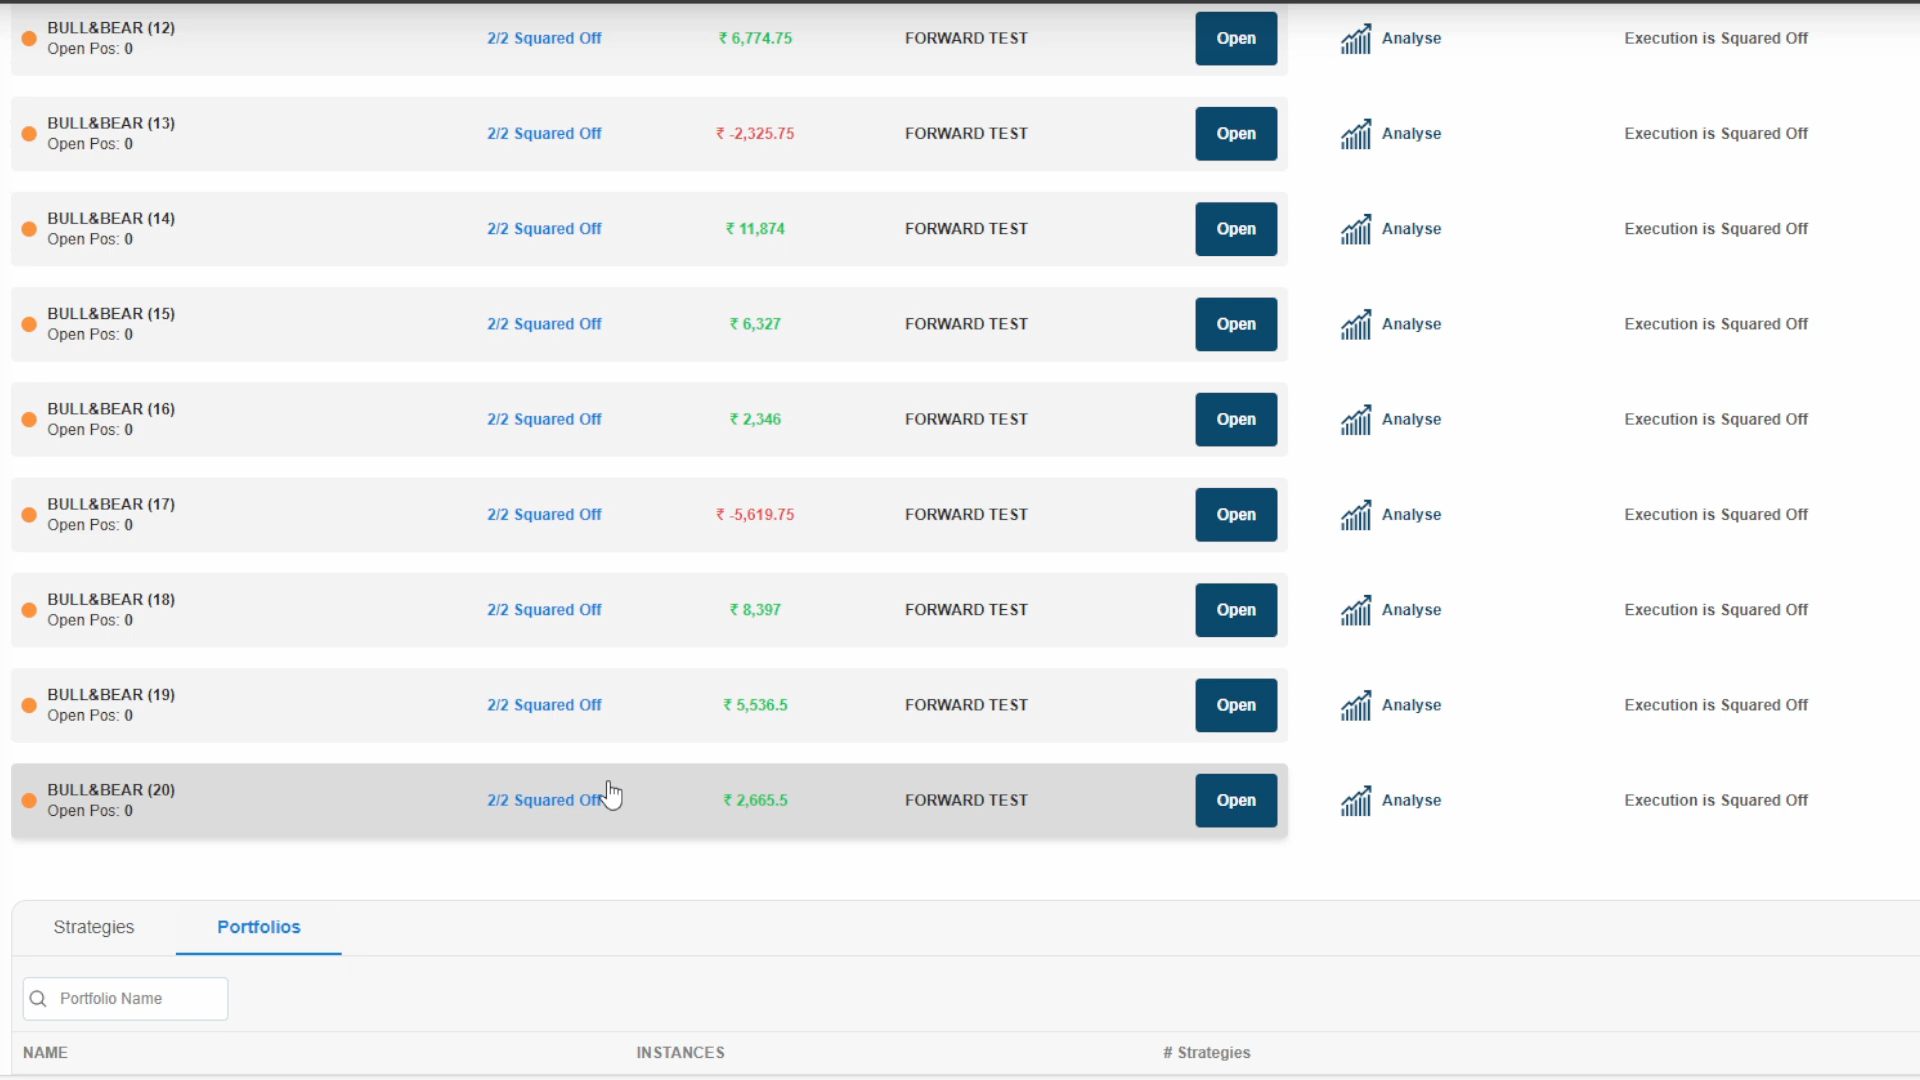 BULL&BEAR (12)
Open Pos: 0
2/2 Squared Off
₹ 6,774.75
FORWARD TEST
Open
Analyse
Execution is Squared Off
BULL&BEAR (13)
Open Pos: 0
2/2 Squared Off
₹ -2,325.75
FORWARD TEST
Open
Analyse
Execution is Squared Off
BULL&BEAR (14)
Open Pos: 0
2/2 Squared Off
₹ 11,874
FORWARD TEST
Open
Analyse
Execution is Squared Off
BULL&BEAR (15)
Open Pos: 0
2/2 Squared Off
₹ 6,327
FORWARD TEST
Open
Analyse
Execution is Squared Off
BULL&BEAR (16)
Open Pos: 0
2/2 Squared Off
₹ 2,346
FORWARD TEST
Open
Analyse
Execution is Squared Off
BULL&BEAR (17)
Open Pos: 0
2/2 Squared Off
₹ -5,619.75
FORWARD TEST
Open
Analyse
Execution is Squared Off
BULL&BEAR (18)
Open Pos: 0
2/2 Squared Off
₹ 8,397
FORWARD TEST
Open
Analyse
Execution is Squared Off
BULL&BEAR (19)
Open Pos: 0
2/2 Squared Off
₹ 5,536.5
FORWARD TEST
Open
Analyse
Execution is Squared Off
BULL&BEAR (20)
Open Pos: 0
2/2 Squared Off
₹ 2,665.5
FORWARD TEST
Open
Analyse
Execution is Squared Off
Strategies
Portfolios
Portfolio Name
NAME
INSTANCES
# Strategies